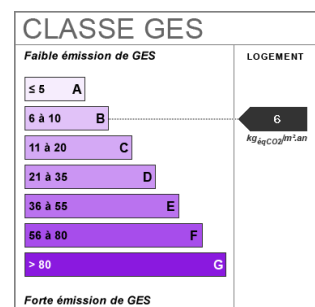 CLASSE GES
Faible émission de GES
LOGEMENT
≤ 5 A
6 à 10 B
6
kgéqCO2/m².an
11 à 20 C
21 à 35 D
36 à 55 E
56 à 80 F
> 80 G
Forte émission de GES